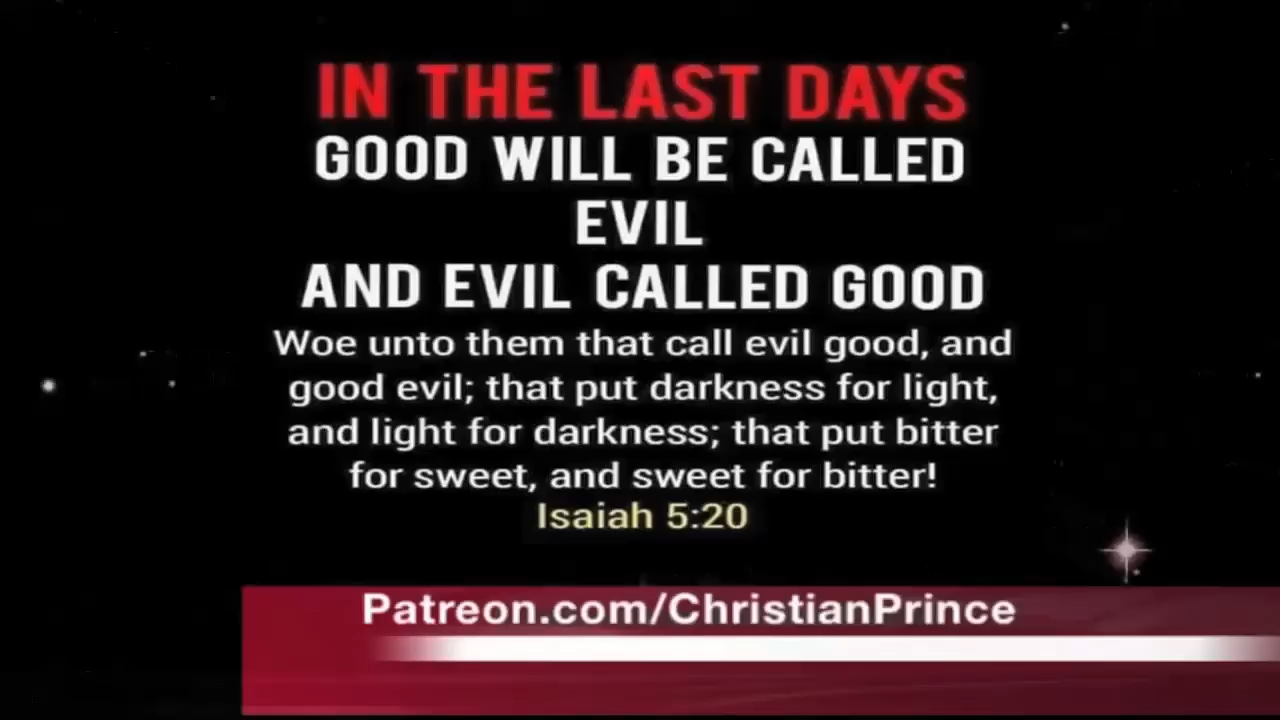 IN THE LAST DAYS
GOOD WILL BE CALLED
EVIL
AND EVIL CALLED GOOD
Woe unto them that call evil good, and
good evil; that put darkness for light,
and light for darkness; that put bitter
for sweet, and sweet for bitter!
Isaiah 5:20
Patreon.com/ChristianPrince